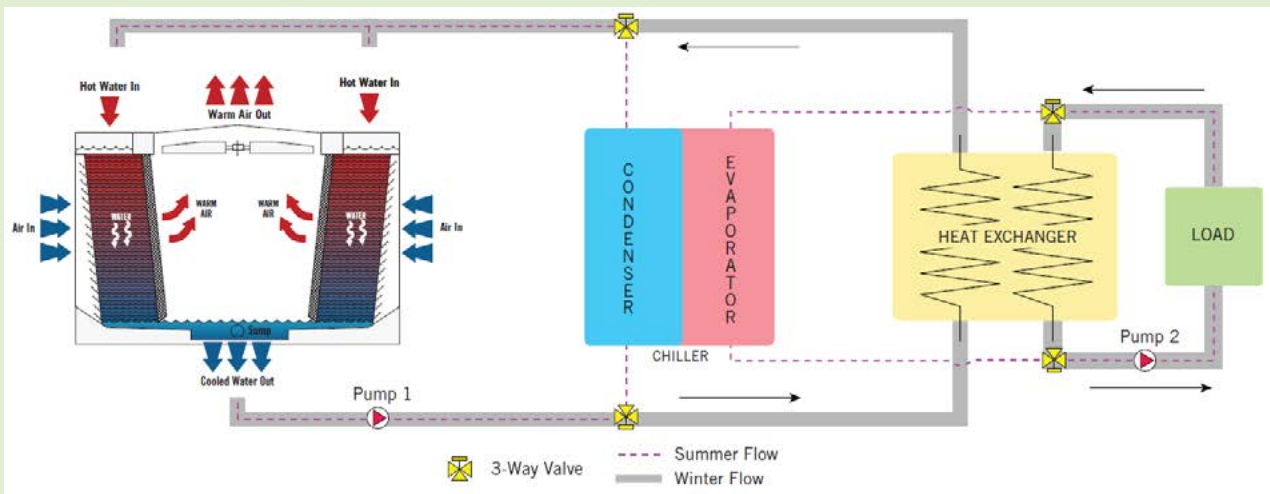 Hot Water In
Warm Air Out
Hot Water In
Air In
WATER
WARM
AIR
WARM
AIR
WATER
Air In
Sump
Cooled Water Out
Pump 1
CONDENSER
EVAPORATOR
CHILLER
HEAT EXCHANGER
LOAD
Pump 2
3-Way Valve
Summer Flow
Winter Flow